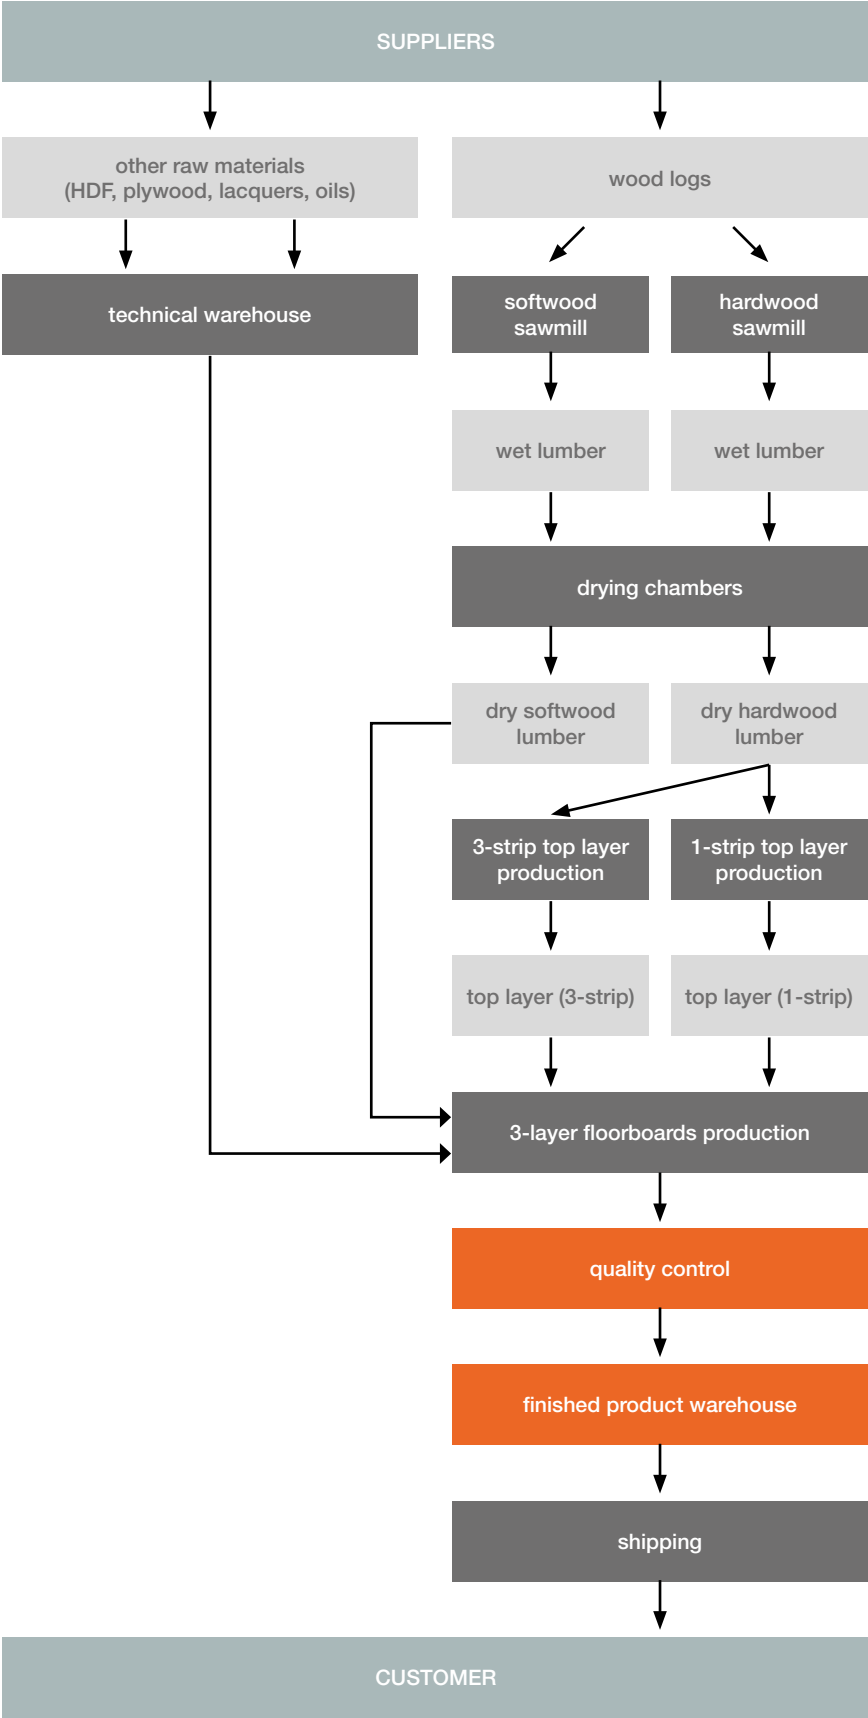 SUPPLIERS
other raw materials
(HDF, plywood, lacquers, oils)
wood logs
technical warehouse
softwood
sawmill
hardwood
sawmill
wet lumber
wet lumber
drying chambers
dry softwood
lumber
dry hardwood
lumber
3-strip top layer
production
1-strip top layer
production
top layer (3-strip)
top layer (1-strip)
3-layer floorboards production
quality control
finished product warehouse
shipping
CUSTOMER